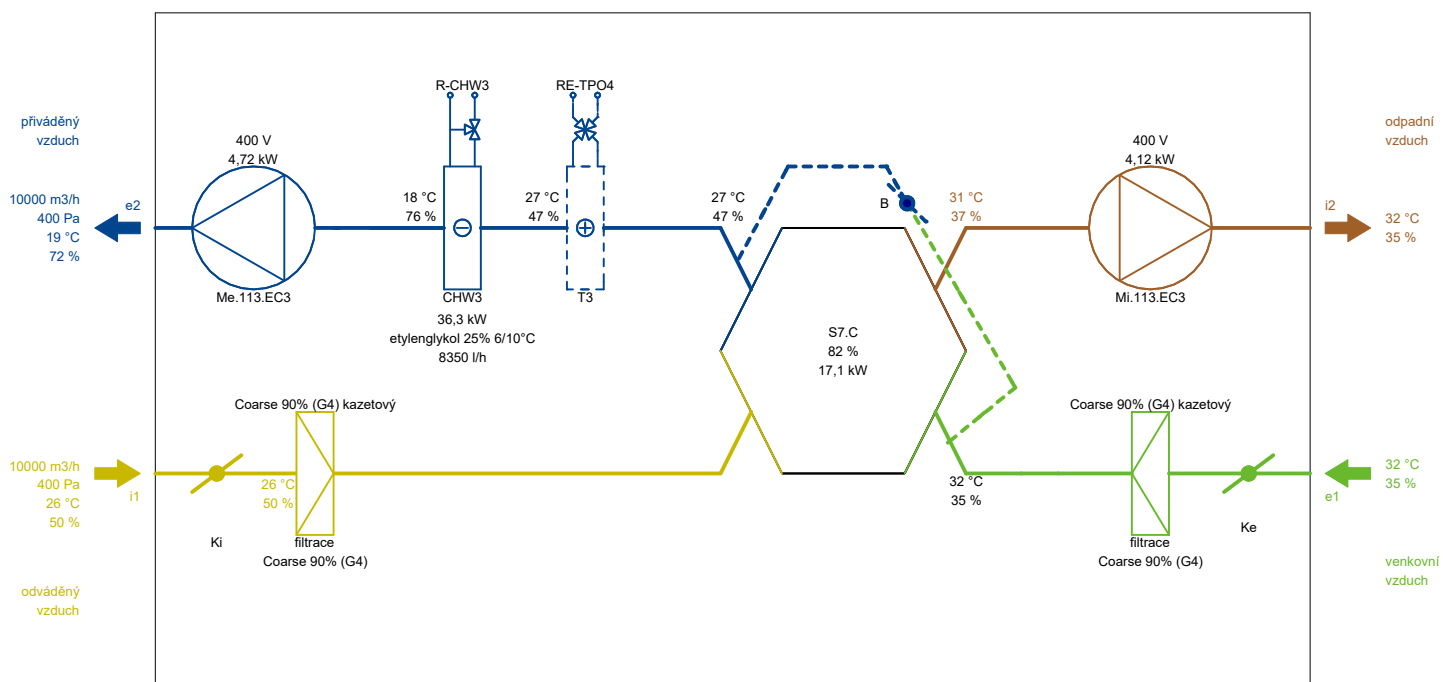 R-CHW3
RE-TPO4
přiváděný
vzduch
400 V
4,72 kW
10000 m3/h
400 Pa
19 °C
72 %
e2
Me.113.EC3
18 °C
76 %
CHW3
36,3 kW
etylenglykol 25% 6/10°C
8350 l/h
27 °C
47 %
T3
27 °C
47 %
B
31 °C
37 %
400 V
4,12 kW
Mi.113.EC3
odpadní
vzduch
i2
32 °C
35 %
S7.C
82 %
17,1 kW
Coarse 90% (G4) kazetový
10000 m3/h
400 Pa
26 °C
50 %
i1
Ki
26 °C
50 %
filtrace
Coarse 90% (G4)
odváděný
vzduch
32 °C
35 %
Coarse 90% (G4) kazetový
filtrace
Coarse 90% (G4)
Ke
e1
32 °C
35 %
venkovní
vzduch